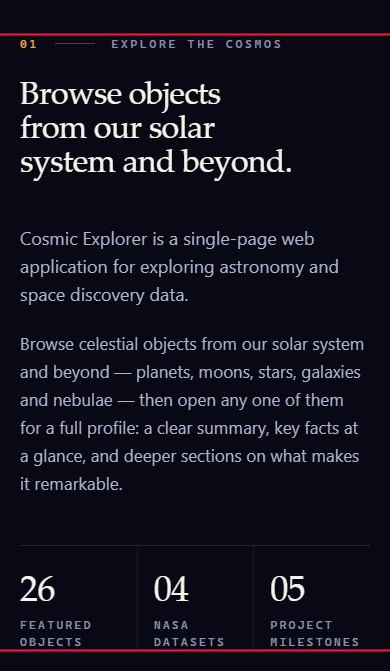 01 EXPLORE THE COSMOS
Browse objects
from our solar
system and beyond.
Cosmic Explorer is a single-page web
application for exploring astronomy and
space discovery data.
Browse celestial objects from our solar system
and beyond — planets, moons, stars, galaxies
and nebulae — then open any one of them
for a full profile: a clear summary, key facts at
a glance, and deeper sections on what makes
it remarkable.
26
FEATURED
OBJECTS
04
NASA
DATASETS
05
PROJECT
MILESTONES